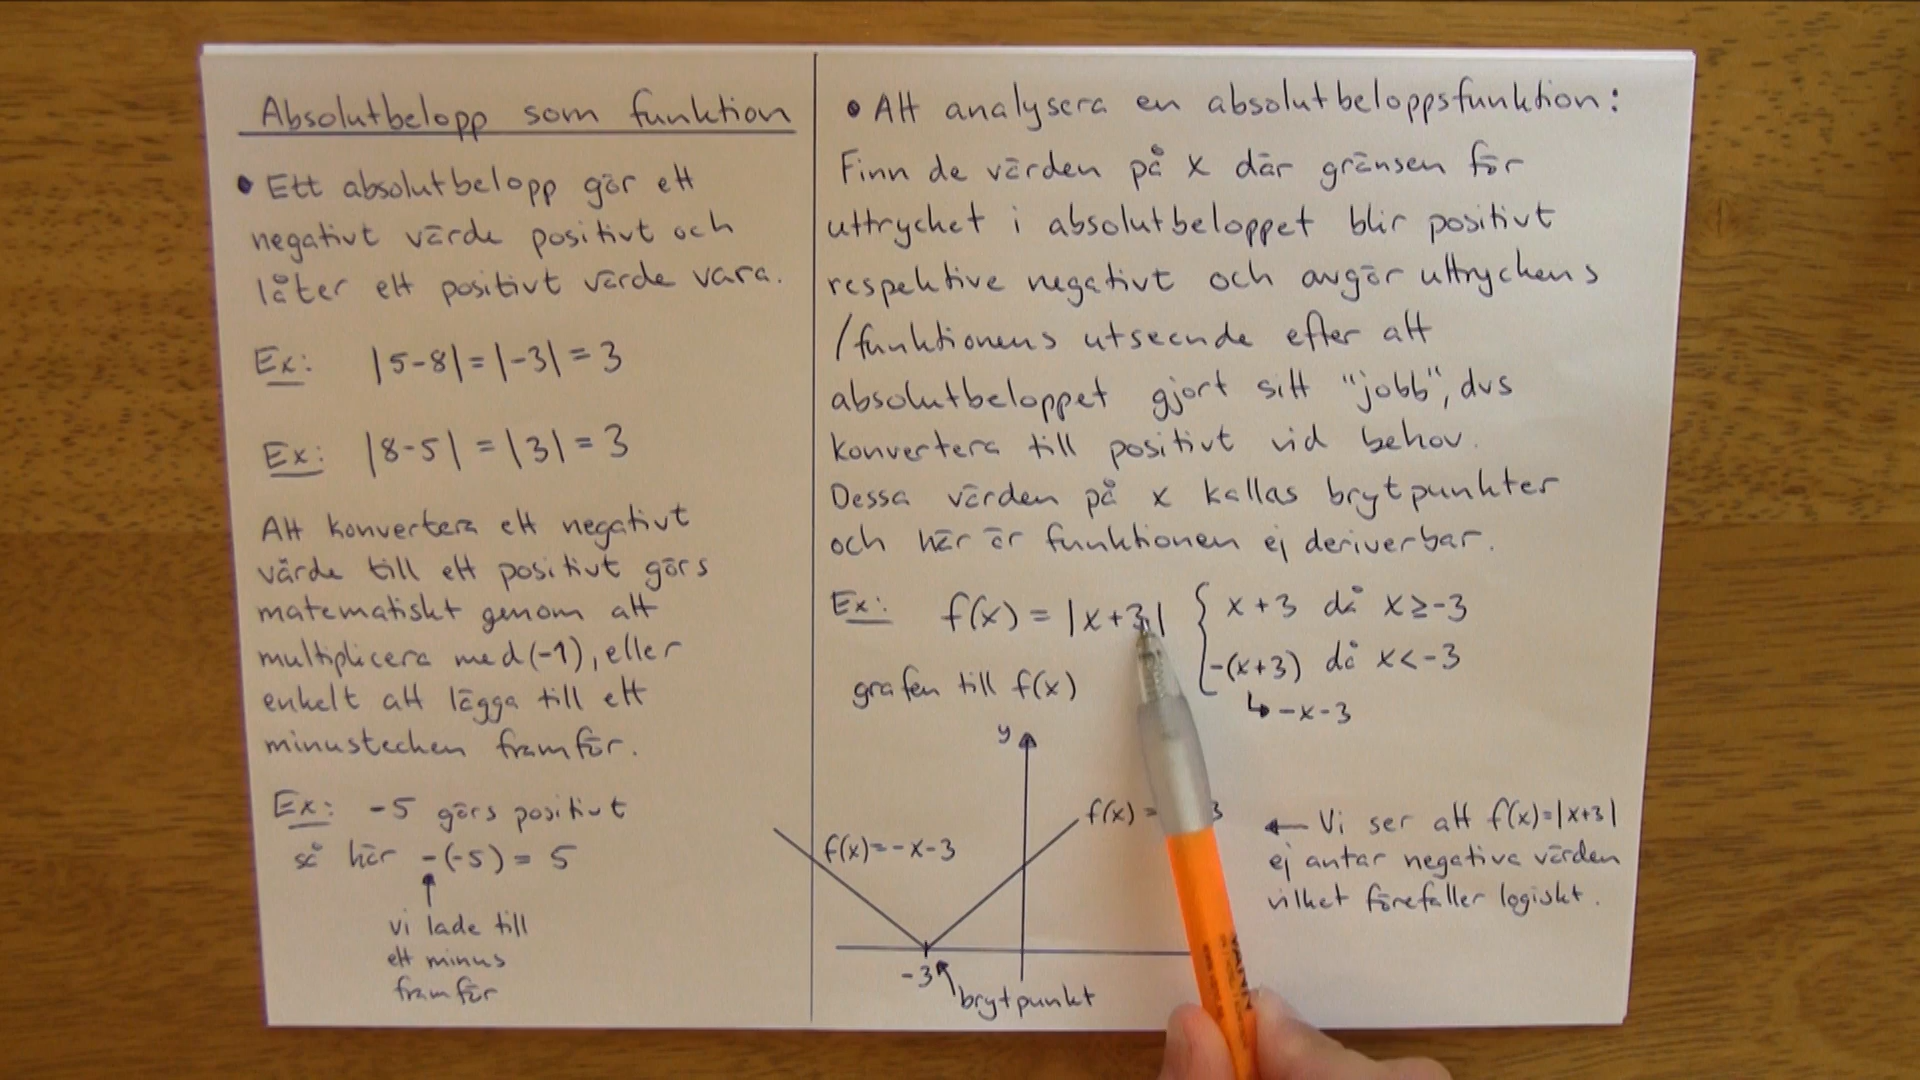 Absolutbelopp som funktion
• Ett absolutbelopp gör ett
negativt värde positivt och
låter ett positivt värde vara.
Ex: |5-8|=|-3|=3
Ex: |8-5|=|3|=3
Att konvertera ett negativt
värde till ett positivt görs
matematiskt genom att
multiplicera med (-1), eller
enkelt att lägga till ett
minustecken framför.
Ex: -5 görs positivt
så här -(-5) = 5
vi lade till
ett minus
framför
• Att analysera en absolutbeloppsfunktion:
Finn de värden på x där gränsen för
uttrycket i absolutbeloppet blir positivt
respektive negativt och avgör uttryckens
/funktionens utseende efter att
absolutbeloppet gjort sitt "jobb", dvs
konvertera till positivt vid behov.
Dessa värden på x kallas brytpunkter
och här är funktionen ej deriverbar.
Ex: f(x) = |x+3| { x+3 då x≥-3
-(x+3) då x<-3
↳ -x-3
grafen till f(x)
y
f(x)=-x-3
f(x) = 3
-3
brytpunkt
← Vi ser att f(x)=|x+3|
ej antar negativa värden
vilket förefaller logiskt.